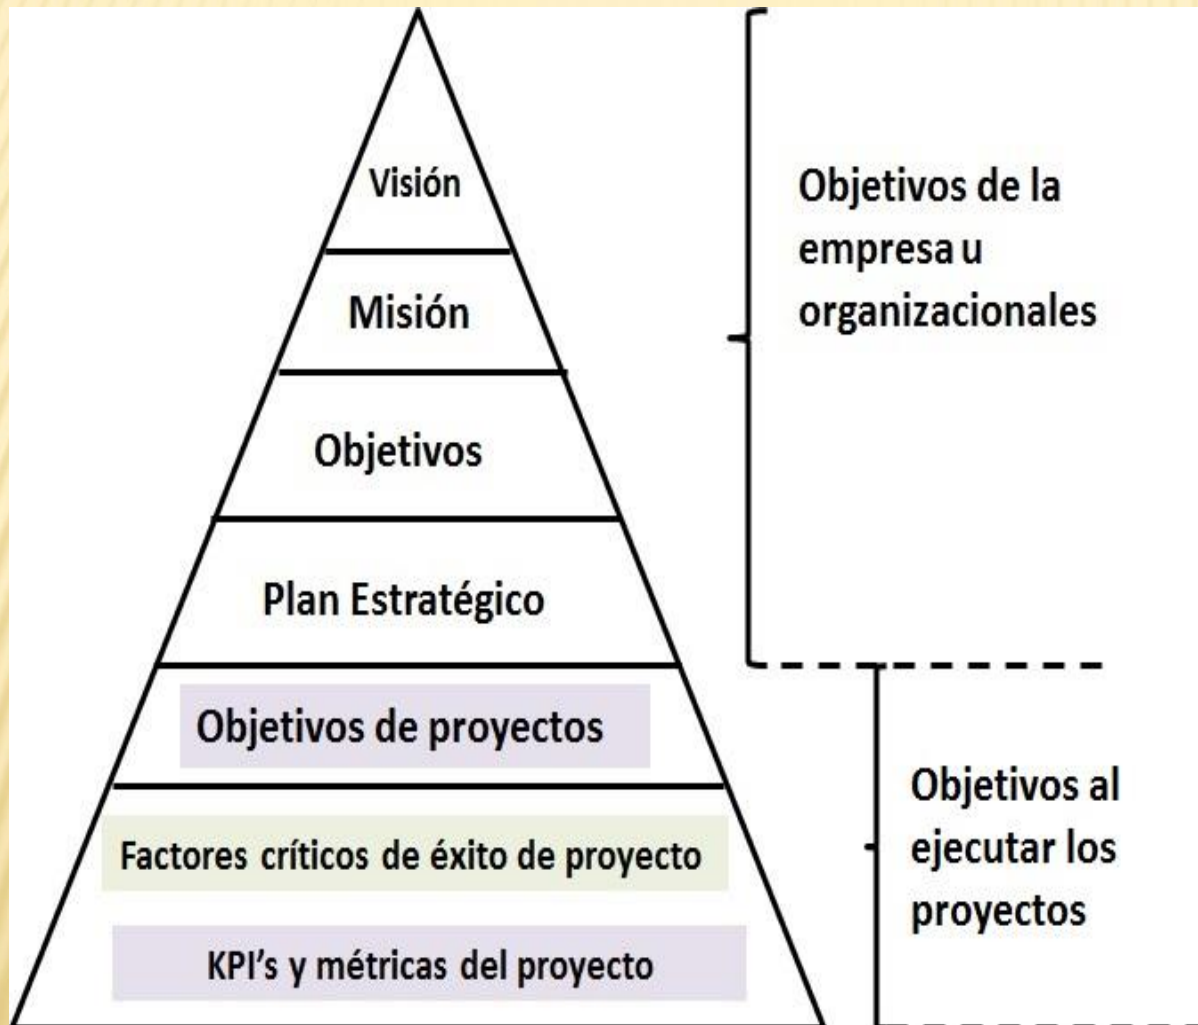 Visión
Misión
Objetivos
Plan Estratégico
Objetivos de proyectos
Factores críticos de éxito de proyecto
KPI's y métricas del proyecto
Objetivos de la
empresa u
organizacionales
Objetivos al
ejecutar los
proyectos